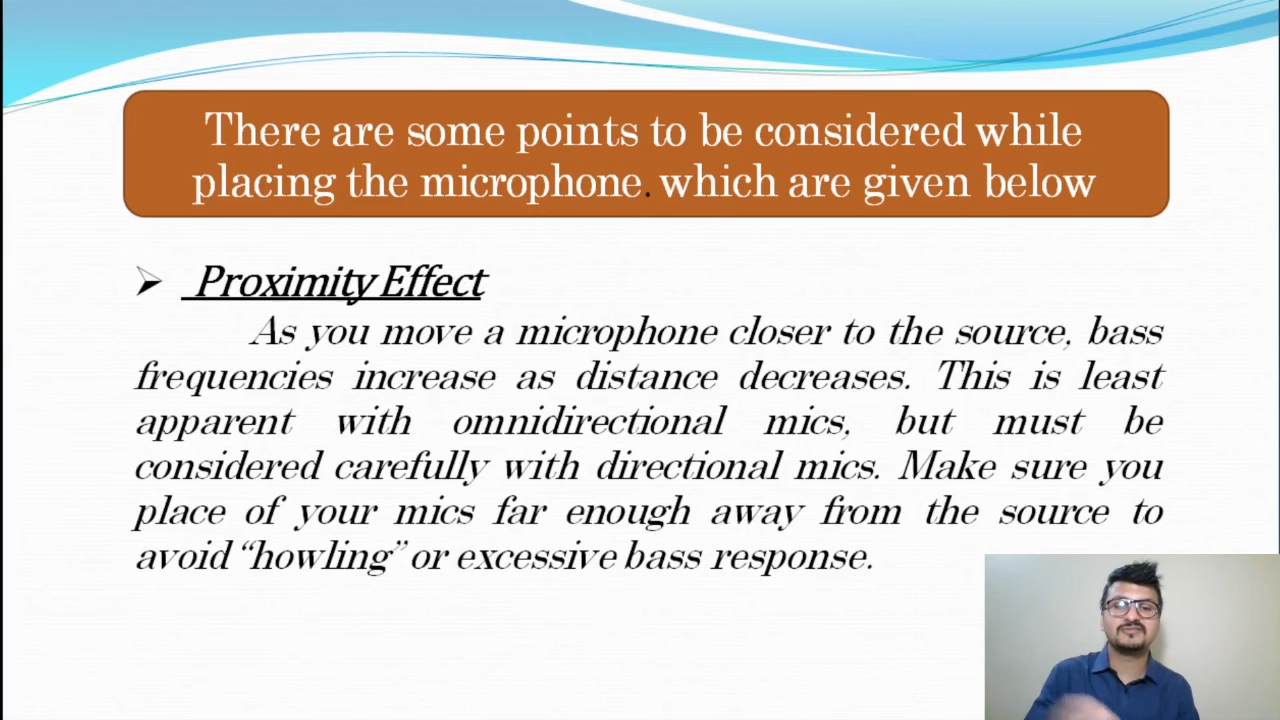 There are some points to be considered while
placing the microphone. which are given below
Proximity Effect
As you move a microphone closer to the source, bass
frequencies increase as distance decreases. This is least
apparent with omnidirectional mics, but must be
considered carefully with directional mics. Make sure you
place of your mics far enough away from the source to
avoid “howling” or excessive bass response.